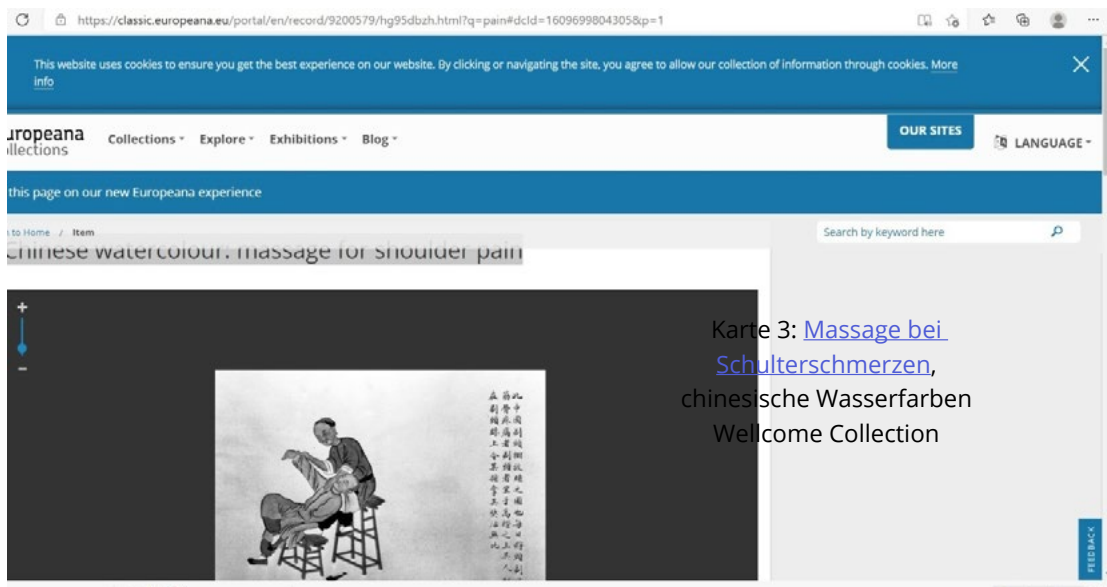 https://classic.europeana.eu/portal/en/record/9200579/hg95dbzh.html?q=pain#dcId=1609699804305&p=1
This website uses cookies to ensure you get the best experience on our website. By clicking or navigating the site, you agree to allow our collection of information through cookies. More
info
uropeana
ollections
Collections
Explore
Exhibitions
Blog
OUR SITES
LANGUAGE
this page on our new Europeana experience
to Home / Item
Search by keyword here
Chinese watercolour: massage for shoulder pain
Karte 3: Massage bei
Schulterschmerzen,
chinesische Wasserfarben
Wellcome Collection
FEEDBACK